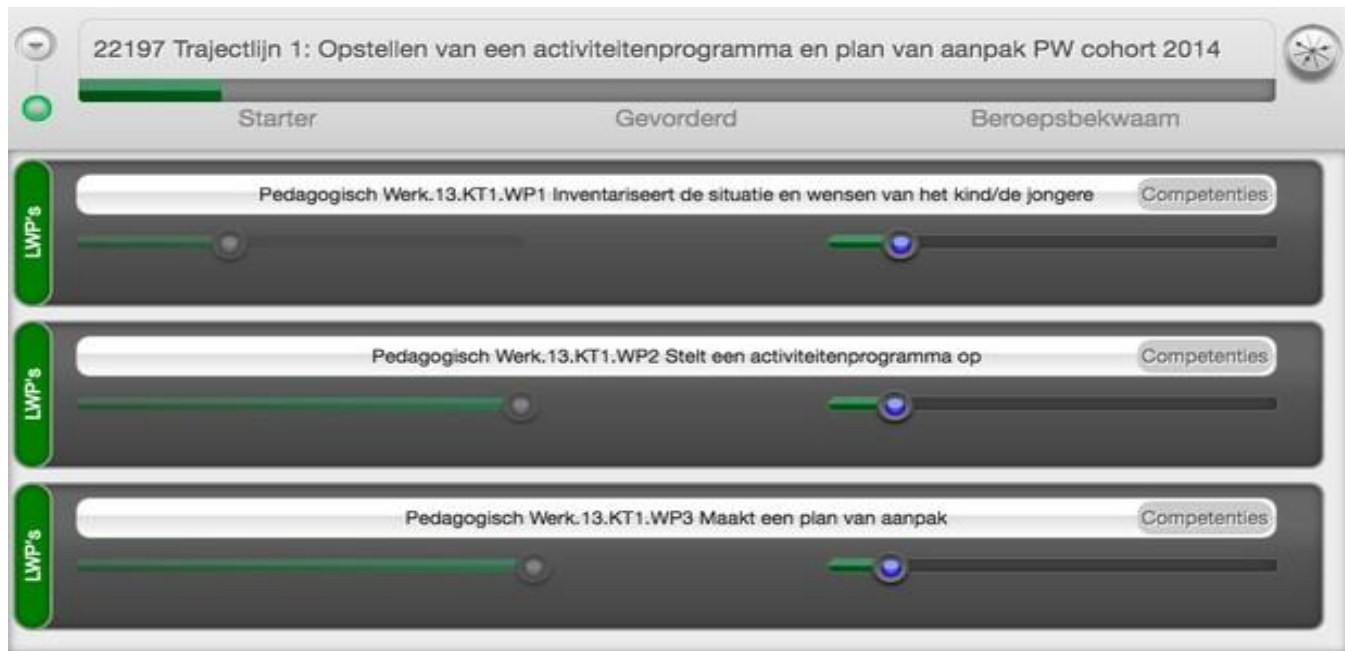 22197 Trajectlijn 1: Opstellen van een activiteitenprogramma en plan van aanpak PW cohort 2014
Starter Gevorderd Beroepsbekwaam
LWP's
Pedagogisch Werk.13.KT1.WP1 Inventariseert de situatie en wensen van het kind/de jongere Competenties
LWP's
Pedagogisch Werk.13.KT1.WP2 Stelt een activiteitenprogramma op Competenties
LWP's
Pedagogisch Werk.13.KT1.WP3 Maakt een plan van aanpak Competenties